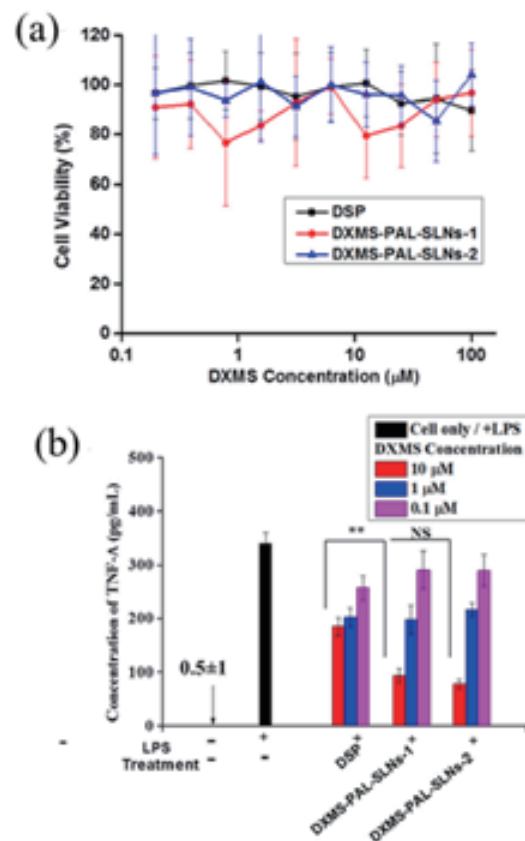 (a)
120
100
80
60
40
20
0
Cell Viability (%)
DSP
DXMS-PAL-SLNs-1
DXMS-PAL-SLNs-2
0.1 1 10 100
DXMS Concentration (µM)
(b)
Cell only / +LPS
DXMS Concentration
10 µM
1 µM
0.1 µM
500
400
300
200
100
0
Concentration of TNF-A (pg/mL)
** NS
0.5±1
- LPS - + + + +
Treatment - - DSP DXMS-PAL-SLNs-1 DXMS-PAL-SLNs-2